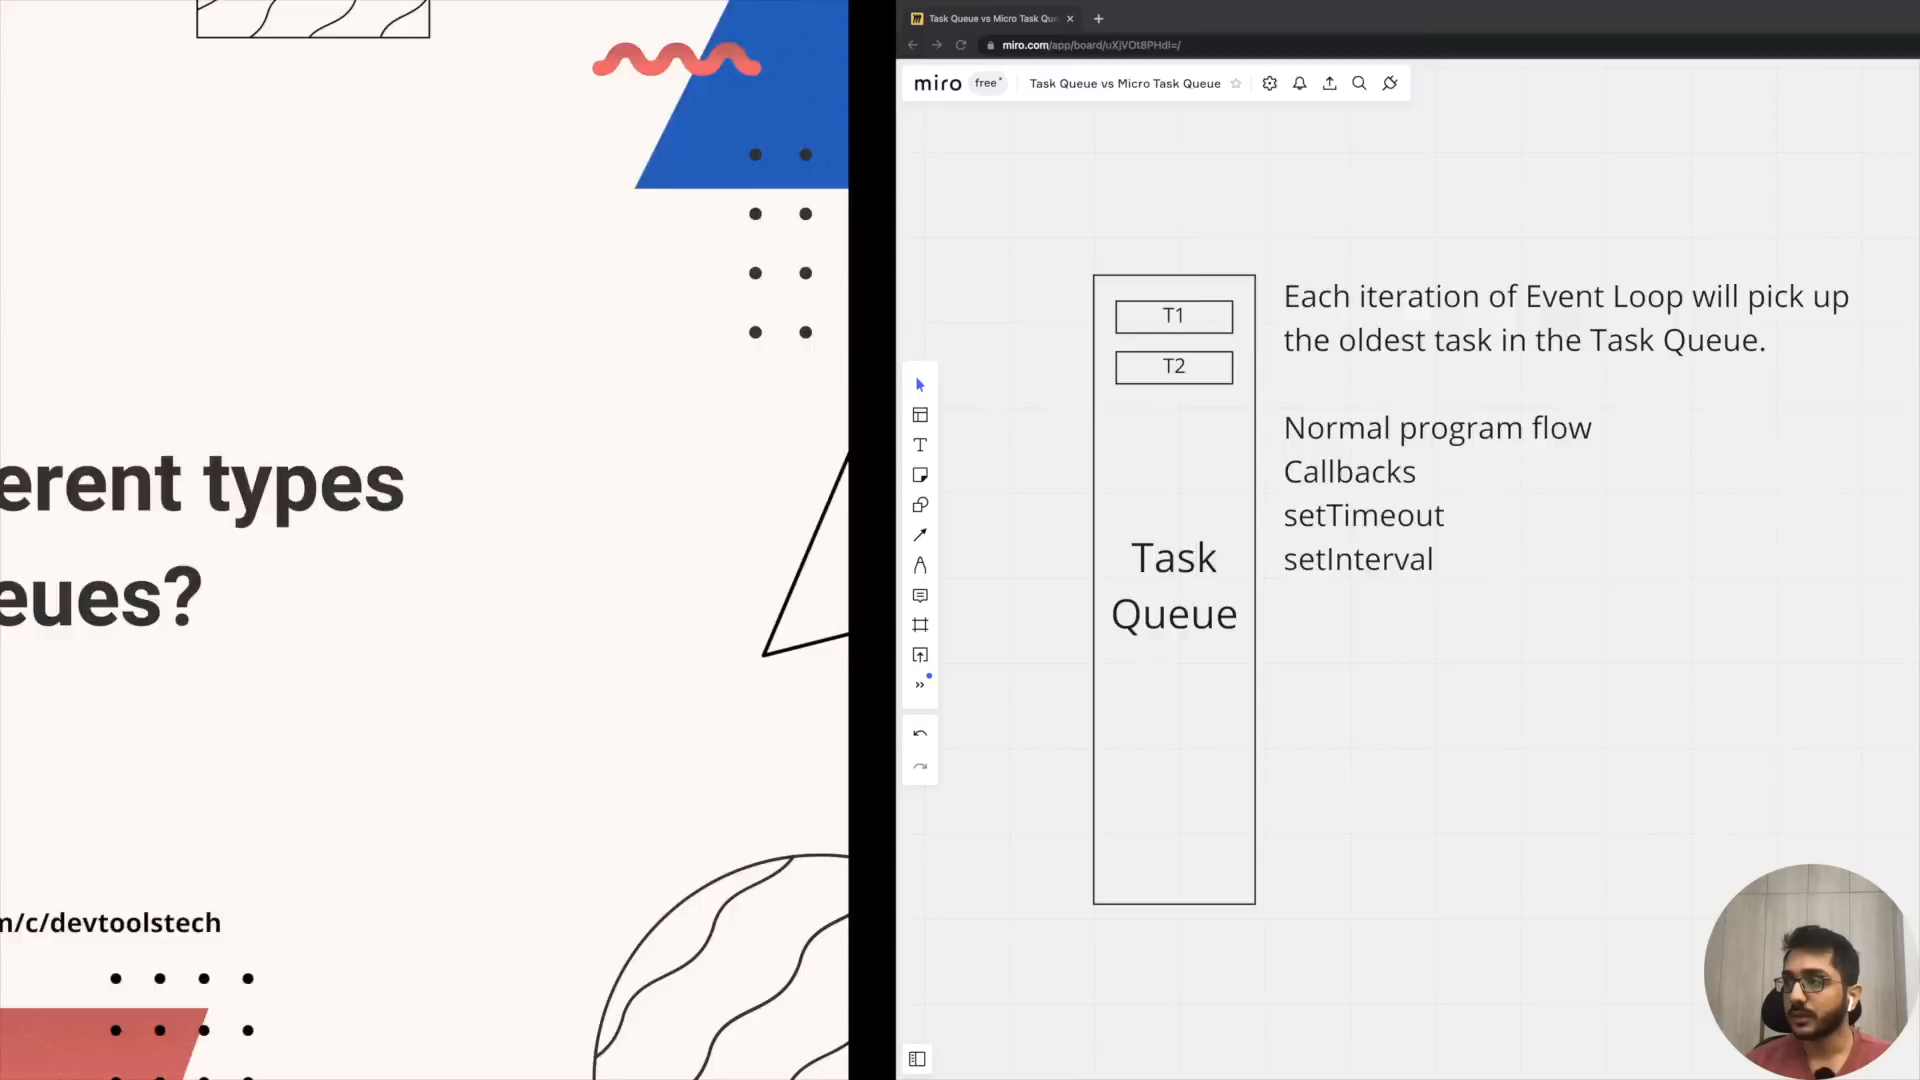 erent types
eues?
m/c/devtoolstech
Task Queue vs Micro Task Que
miro.com/app/board/uXjVOt8PHdI=/
miro
free
Task Queue vs Micro Task Queue
T1
T2
Task
Queue
Each iteration of Event Loop will pick up
the oldest task in the Task Queue.
Normal program flow
Callbacks
setTimeout
setInterval